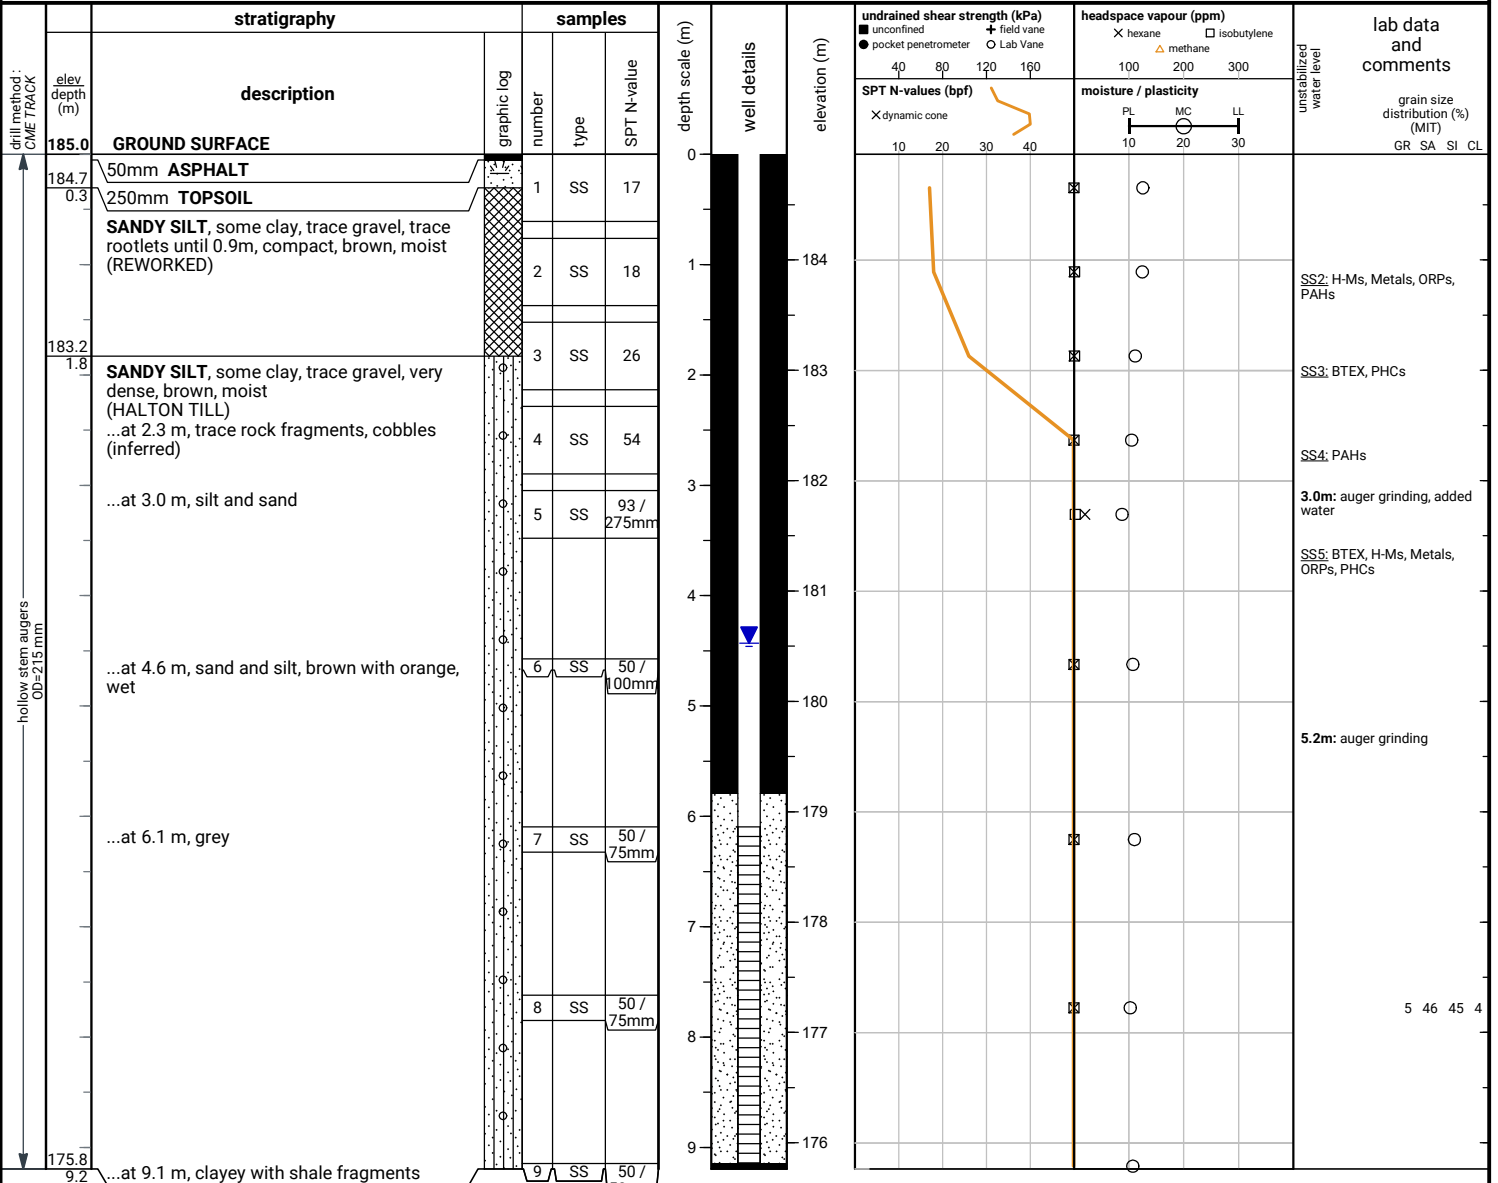 stratigraphy
samples
drill method :
CME TRACK
elev
depth
(m)
description
graphic log
number
type
SPT N-value
depth scale (m)
well details
elevation (m)
undrained shear strength (kPa)
unconfined
field vane
pocket penetrometer
Lab Vane
40 80 120 160
SPT N-values (bpf)
dynamic cone
10 20 30 40
headspace vapour (ppm)
hexane
isobutylene
methane
100 200 300
moisture / plasticity
PL MC LL
10 20 30
unstabilized
water level
lab data
and
comments
grain size
distribution (%)
(MIT)
GR SA SI CL
185.0 GROUND SURFACE
50mm ASPHALT
184.7
0.3
250mm TOPSOIL
SANDY SILT, some clay, trace gravel, trace
rootlets until 0.9m, compact, brown, moist
(REWORKED)
183.2
1.8
SANDY SILT, some clay, trace gravel, very
dense, brown, moist
(HALTON TILL)
...at 2.3 m, trace rock fragments, cobbles
(inferred)
...at 3.0 m, silt and sand
...at 4.6 m, sand and silt, brown with orange,
wet
...at 6.1 m, grey
175.8
9.2
...at 9.1 m, clayey with shale fragments
hollow stem augers
OD=215 mm
1 SS 17
2 SS 18
3 SS 26
4 SS 54
5 SS 93 /
275mm
6 SS 50 /
100mm
7 SS 50 /
75mm
8 SS 50 /
75mm
9 SS 50 /
0
1
2
3
4
5
6
7
8
9
184
183
182
181
180
179
178
177
176
SS2: H-Ms, Metals, ORPs,
PAHs
SS3: BTEX, PHCs
SS4: PAHs
3.0m: auger grinding, added
water
SS5: BTEX, H-Ms, Metals,
ORPs, PHCs
5.2m: auger grinding
5 46 45 4